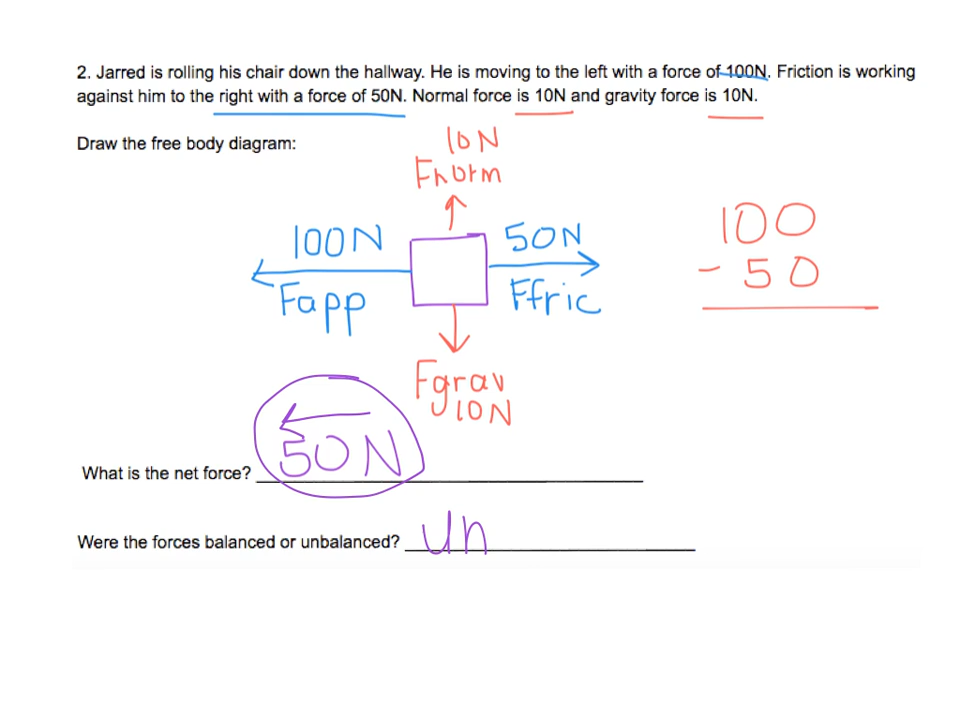 2. Jarred is rolling his chair down the hallway. He is moving to the left with a force of 100N. Friction is working
against him to the right with a force of 50N. Normal force is 10N and gravity force is 10N.
Draw the free body diagram:
10N
Fnorm
100N
50N
Fapp
Ffric
100
- 50
Fgrav
10N
50N
What is the net force?
Were the forces balanced or unbalanced? un